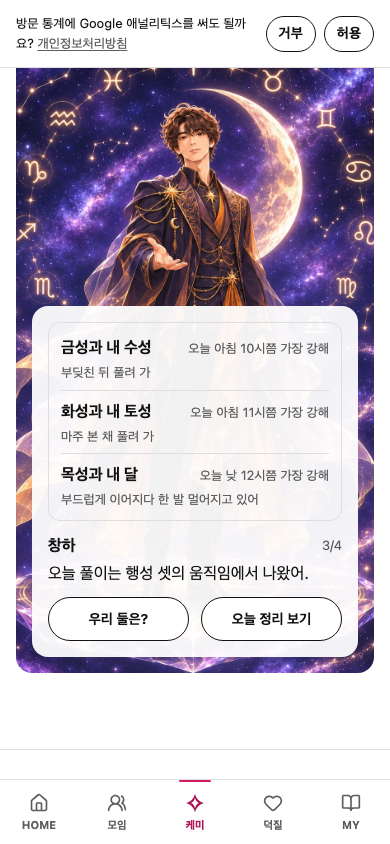 방문 통계에 Google 애널리틱스를 써도 될까
요? 개인정보처리방침
거부
허용
금성과 내 수성
오늘 아침 10시쯤 가장 강해
부딪친 뒤 풀려 가
화성과 내 토성
오늘 아침 11시쯤 가장 강해
마주 본 채 풀려 가
목성과 내 달
오늘 낮 12시쯤 가장 강해
부드럽게 이어지다 한 발 멀어지고 있어
창하
3/4
오늘 풀이는 행성 셋의 움직임에서 나왔어.
우리 둘은?
오늘 정리 보기
HOME
모임
케미
덕질
MY